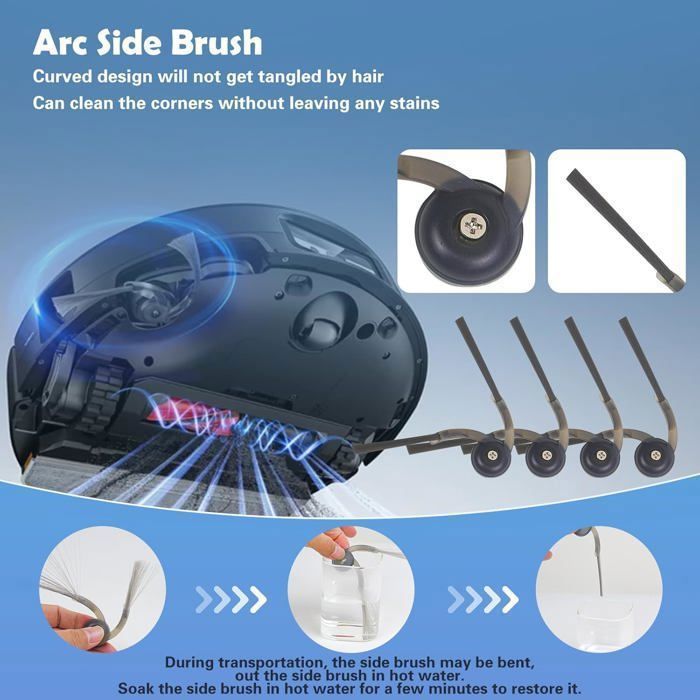 Arc Side Brush
Curved design will not get tangled by hair
Can clean the corners without leaving any stains
During transportation, the side brush may be bent,
out the side brush in hot water.
Soak the side brush in hot water for a few minutes to restore it.